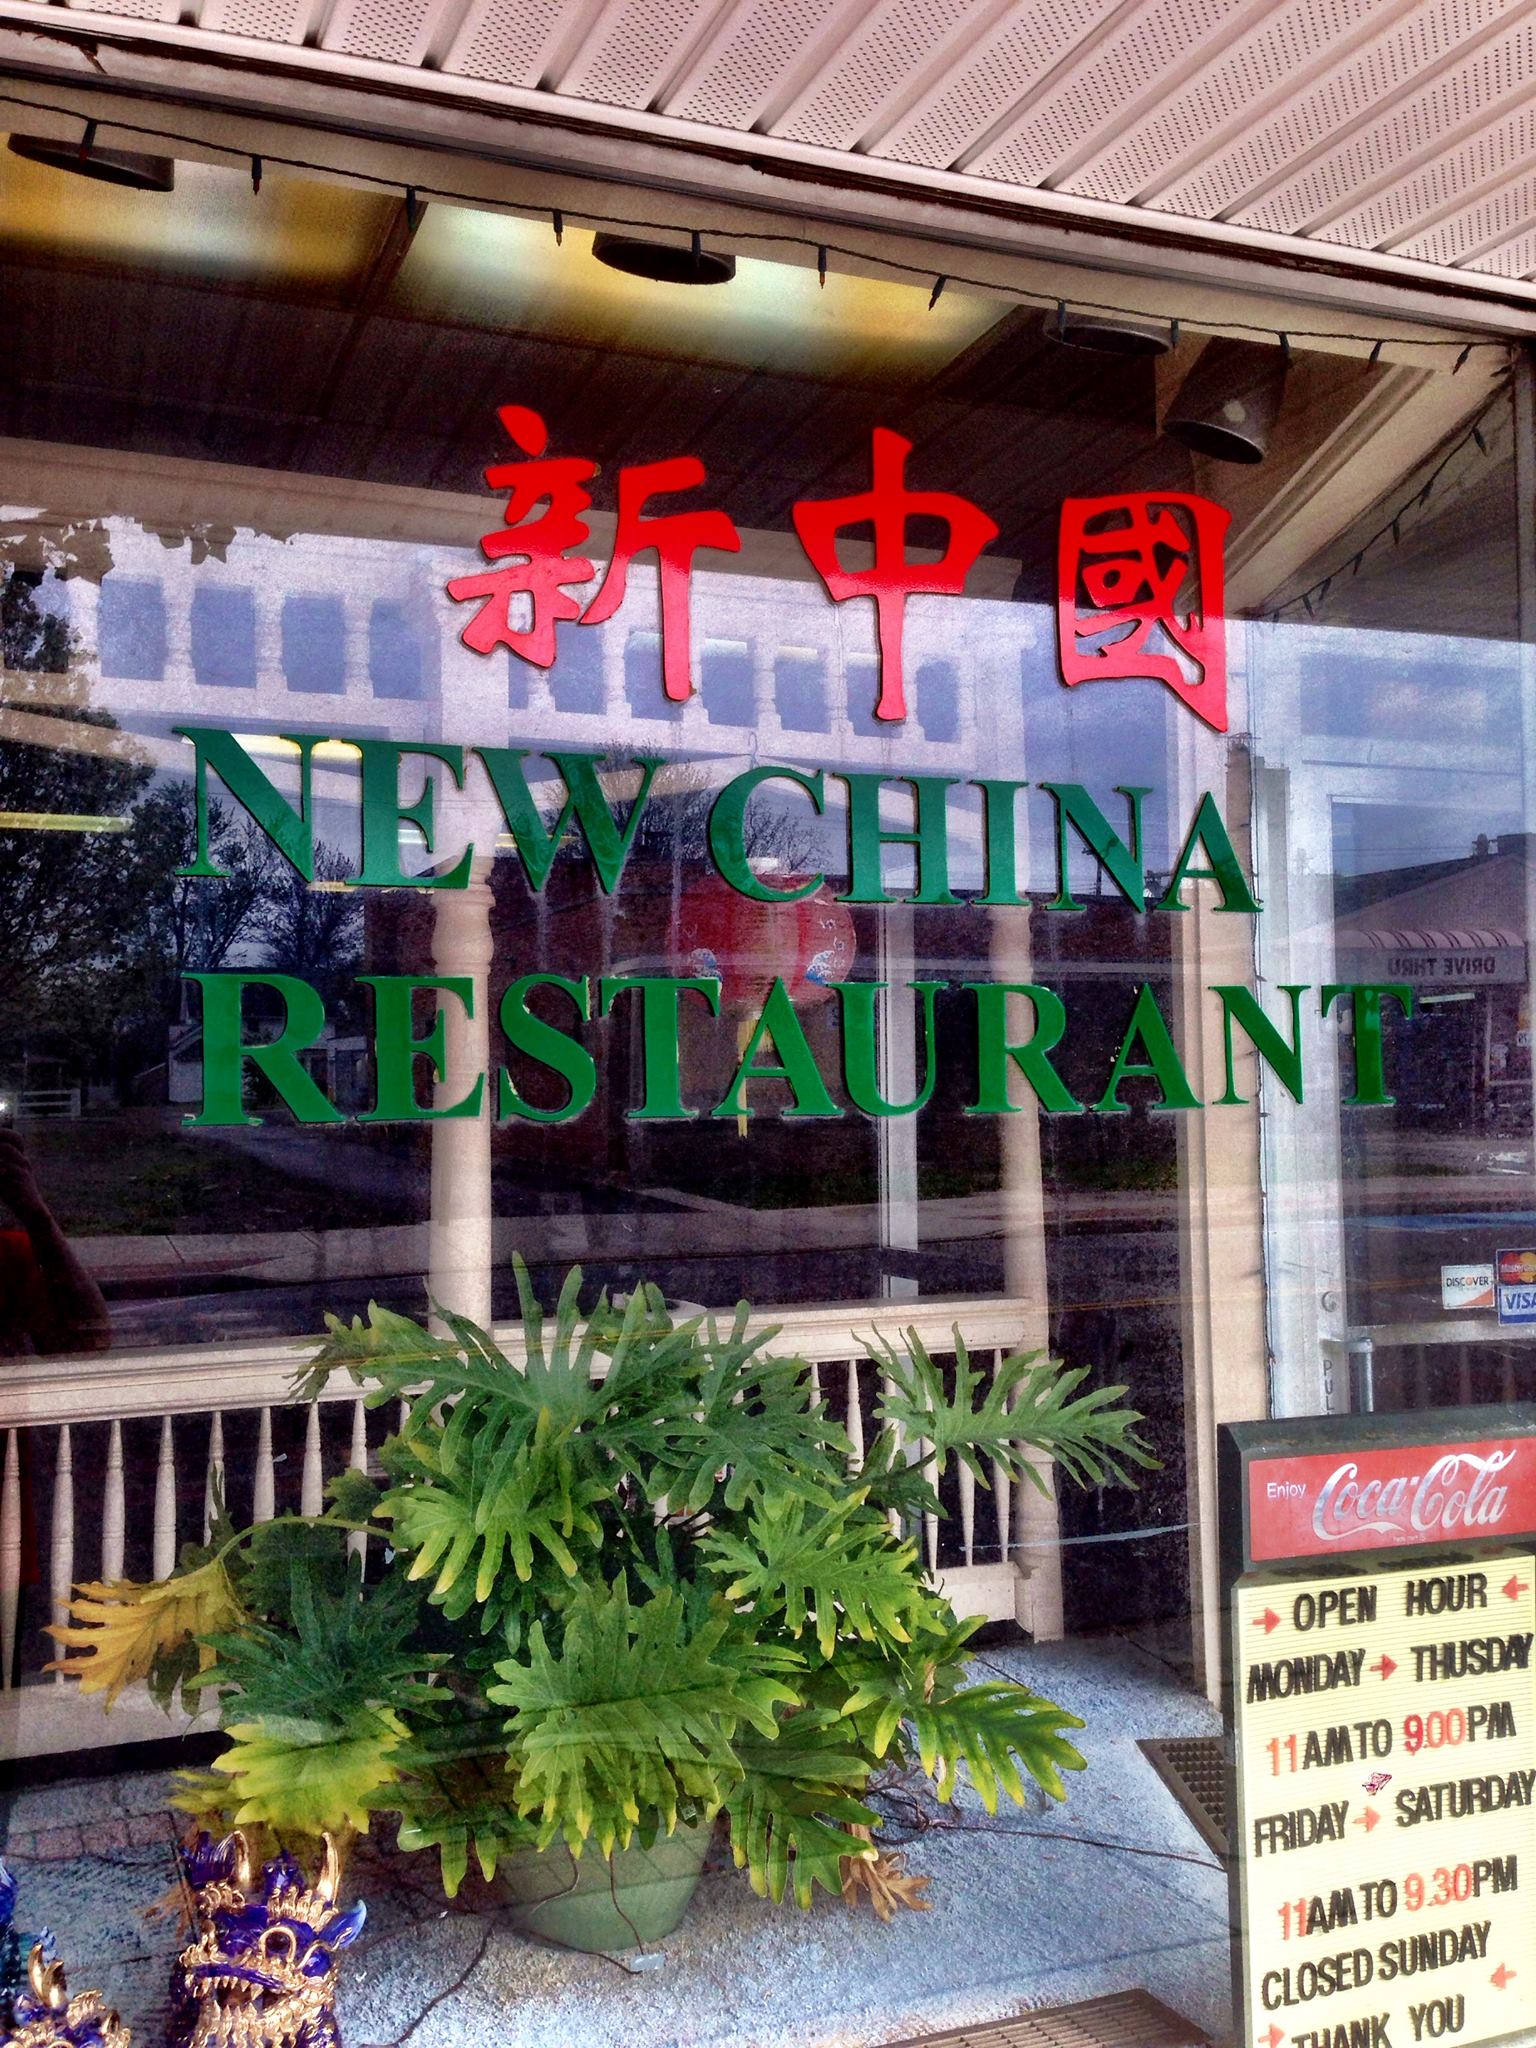 新中國
NEW CHINA
RESTAURANT
DRIVE THRU
DISCOVER
MasterCard
VISA
Enjoy Coca-Cola
→ OPEN HOUR ←
MONDAY → THUSDAY
11AM TO 9.00PM
FRIDAY → SATURDAY
11AM TO 9.30PM
CLOSED SUNDAY
→ THANK YOU ←